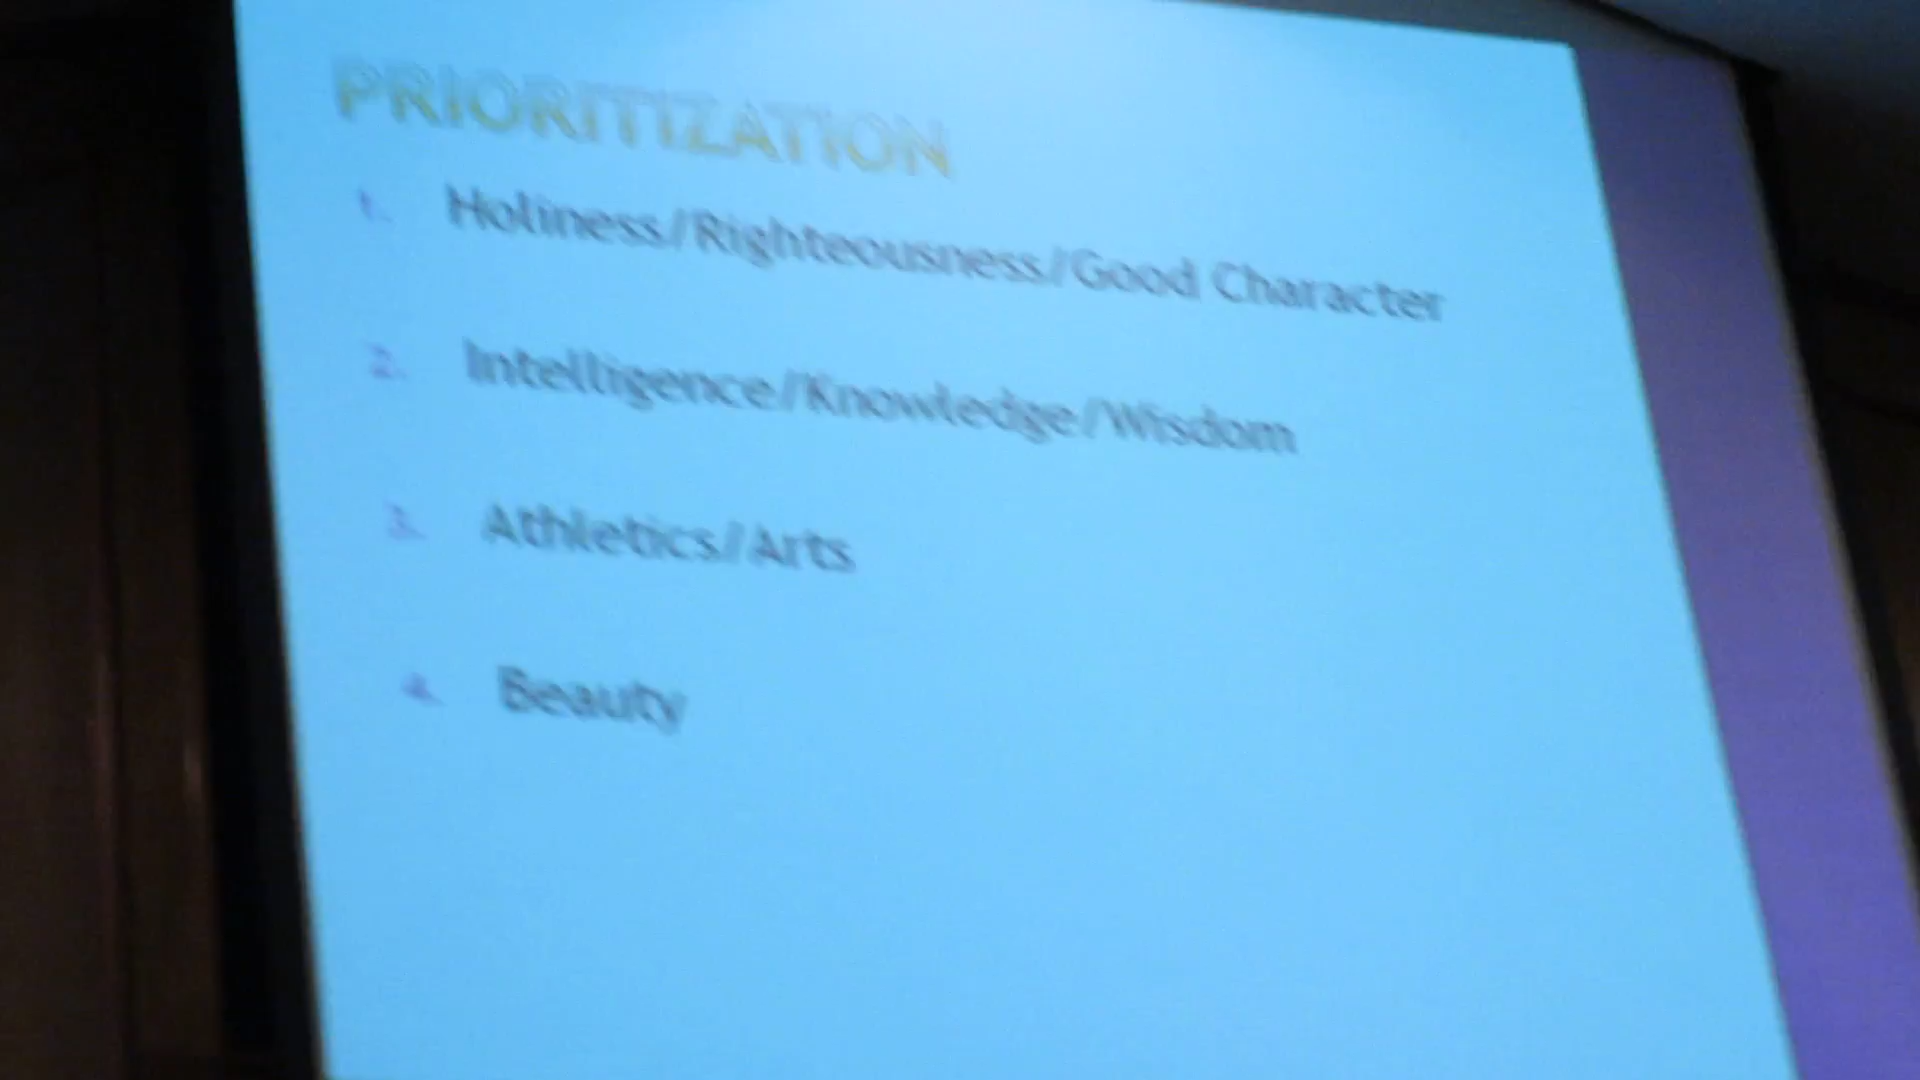 PRIORITIZATION
1. Holiness/Righteousness/Good Character
2. Intelligence/Knowledge/Wisdom
3. Athletics/Arts
4. Beauty